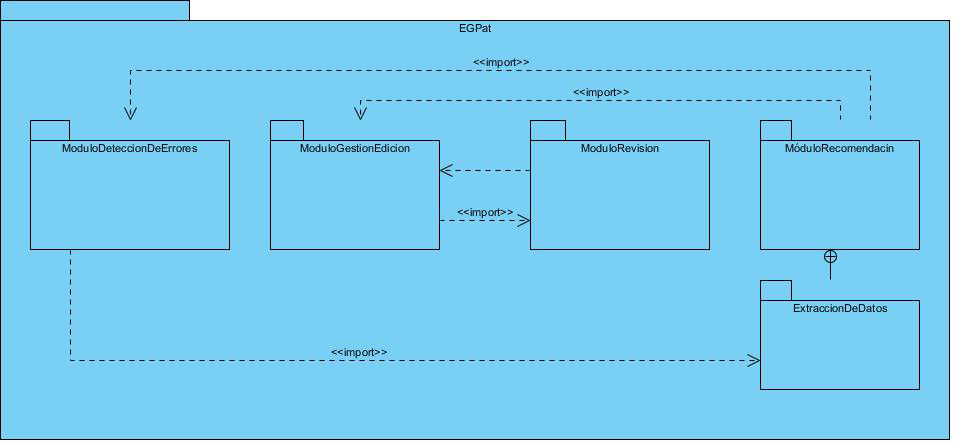 EGPat
<<import>>
<<import>>
ModuloDeteccionDeErrores
ModuloGestionEdicion
ModuloRevision
MóduloRecomendacin
<<import>>
ExtraccionDeDatos
<<import>>